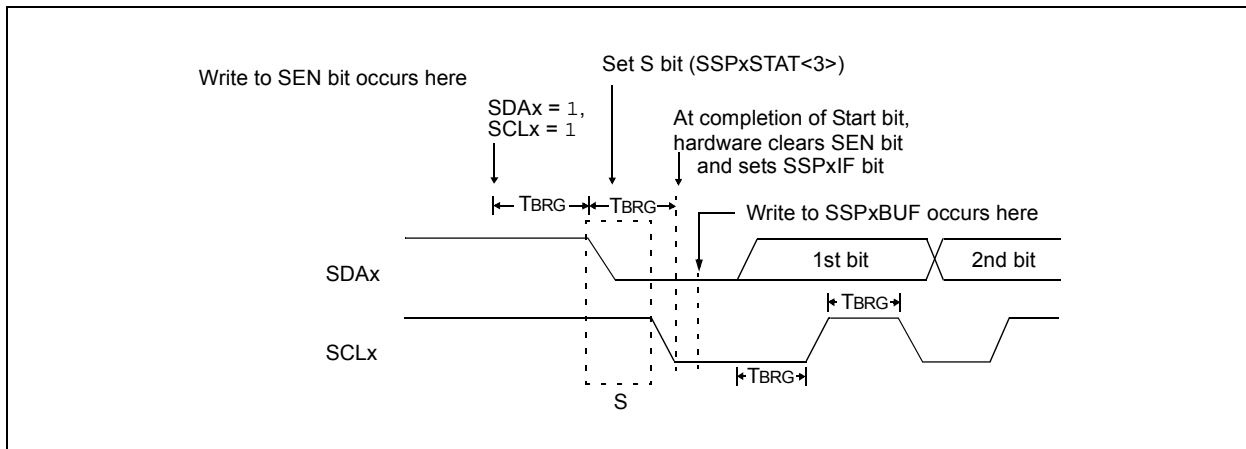 Write to SEN bit occurs here
Set S bit (SSPxSTAT<3>)
SDAx = 1,
SCLx = 1
At completion of Start bit,
hardware clears SEN bit
and sets SSPxIF bit
TBRG
TBRG
Write to SSPxBUF occurs here
SDAx
1st bit
2nd bit
TBRG
SCLx
TBRG
S